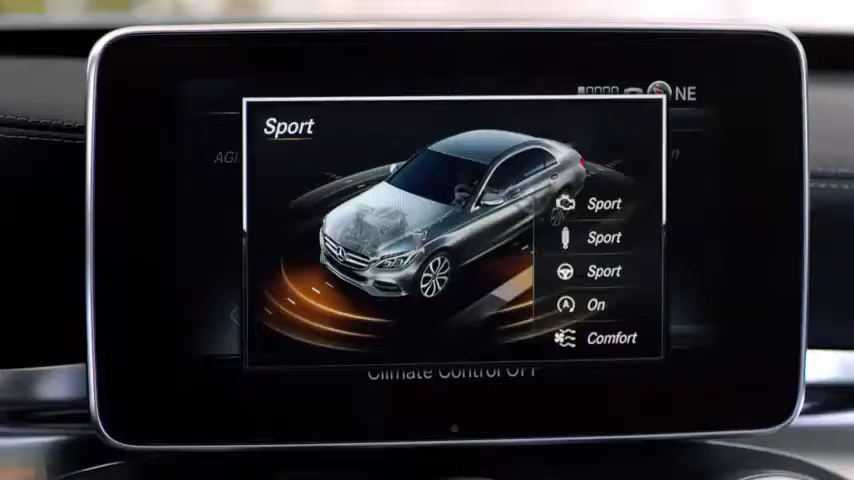 NE
Sport
AGI
n
Sport
Sport
Sport
A
On
Comfort
Climate Control OFF